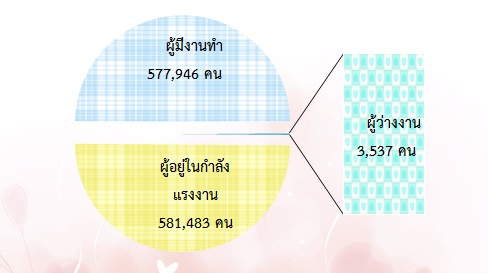 ผู้มีงานทำ
577,946 คน
ผู้ว่างงาน
3,537 คน
ผู้อยู่ในกำลัง
แรงงาน
581,483 คน